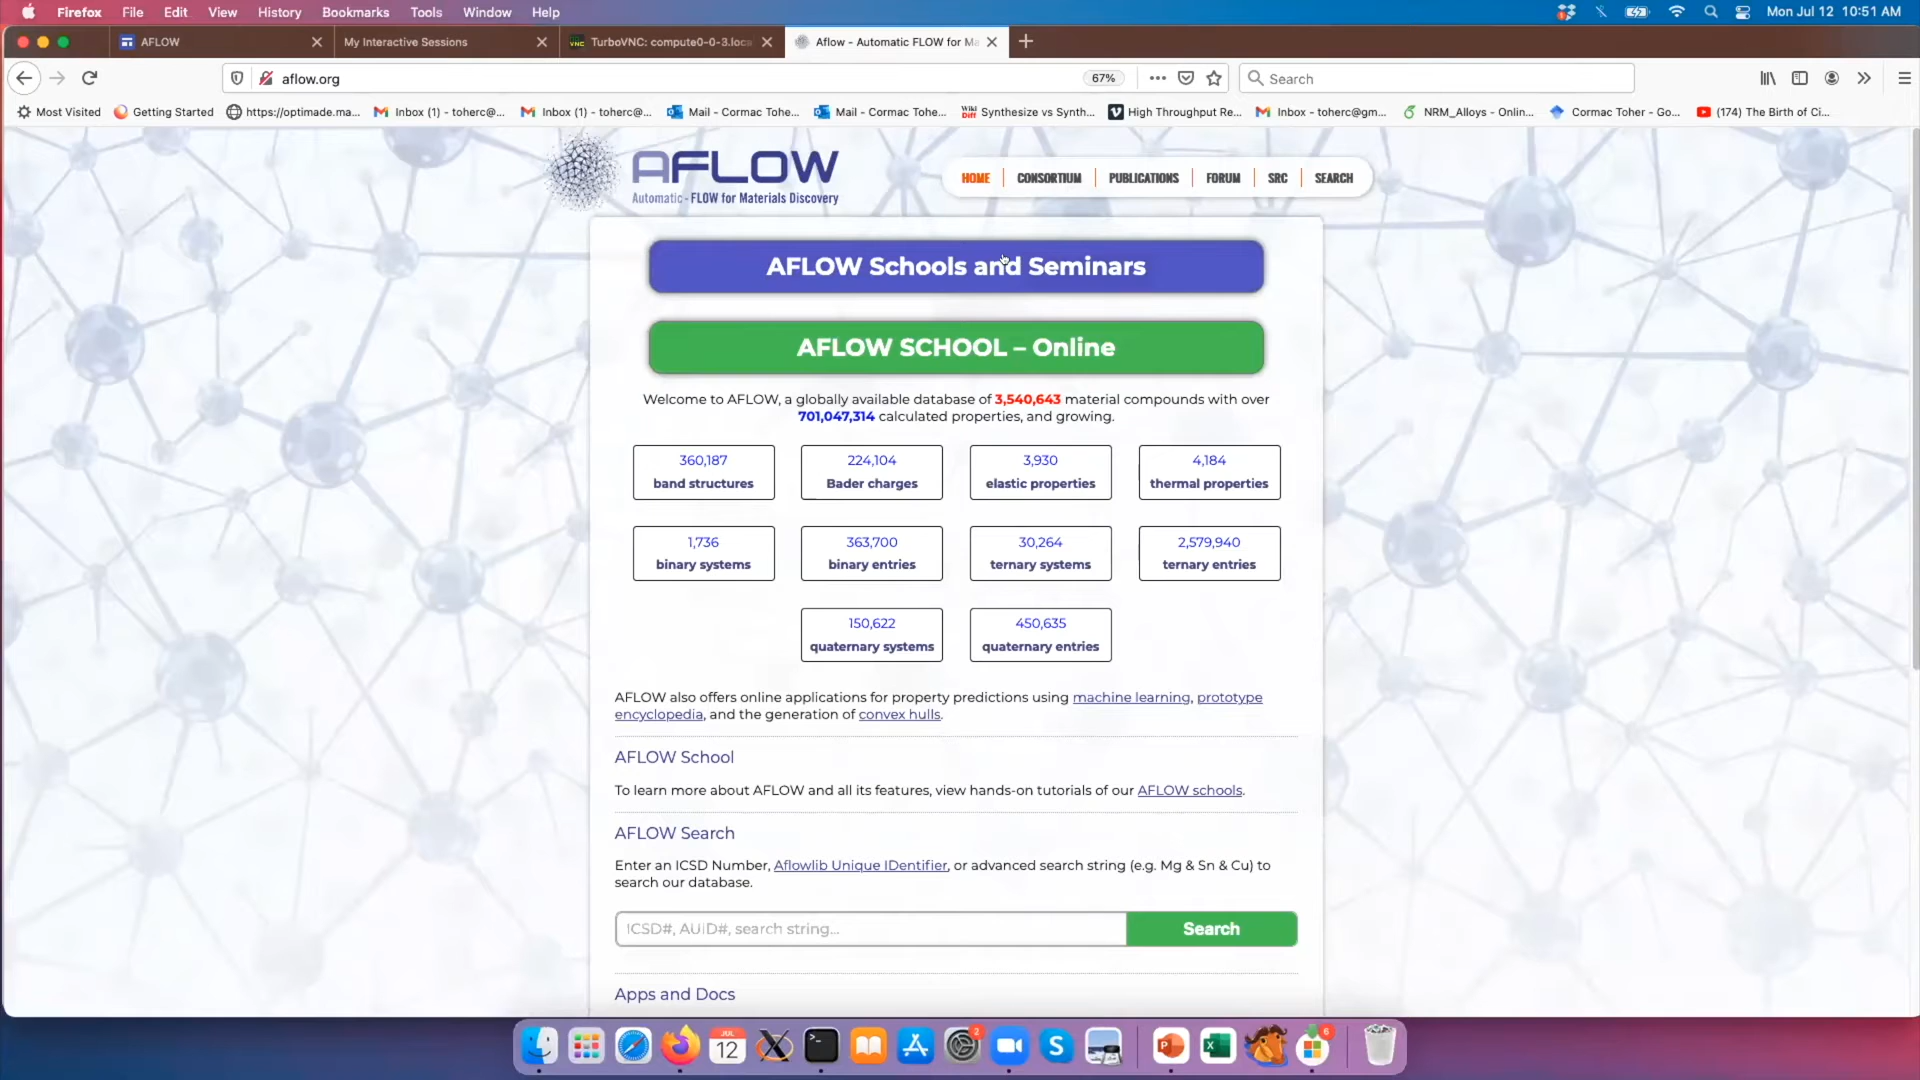 Firefox File Edit View History Bookmarks Tools Window Help
Mon Jul 12 10:51 AM
AFLOW
My Interactive Sessions
TurboVNC: compute0-0-3.loca
Aflow - Automatic FLOW for Ma
aflow.org
67%
Search
Most Visited
Getting Started
https://optimade.ma...
Inbox (1) - toherc@...
Inbox (1) - toherc@...
Mail - Cormac Tohe...
Mail - Cormac Tohe...
Wiki Diff
Synthesize vs Synth...
High Throughput Re...
Inbox - toherc@gm...
NRM_Alloys - Onlin...
Cormac Toher - Go...
(174) The Birth of Ci...
AFLOW
Automatic - FLOW for Materials Discovery
HOME
CONSORTIUM
PUBLICATIONS
FORUM
SRC
SEARCH
AFLOW Schools and Seminars
AFLOW SCHOOL – Online
Welcome to AFLOW, a globally available database of 3,540,643 material compounds with over
701,047,314 calculated properties, and growing.
360,187
band structures
224,104
Bader charges
3,930
elastic properties
4,184
thermal properties
1,736
binary systems
363,700
binary entries
30,264
ternary systems
2,579,940
ternary entries
150,622
quaternary systems
450,635
quaternary entries
AFLOW also offers online applications for property predictions using machine learning, prototype
encyclopedia, and the generation of convex hulls.
AFLOW School
To learn more about AFLOW and all its features, view hands-on tutorials of our AFLOW schools.
AFLOW Search
Enter an ICSD Number, Aflowlib Unique IDentifier, or advanced search string (e.g. Mg & Sn & Cu) to
search our database.
ICSD#, AUID#, search string...
Search
Apps and Docs
JUL
12
2
6